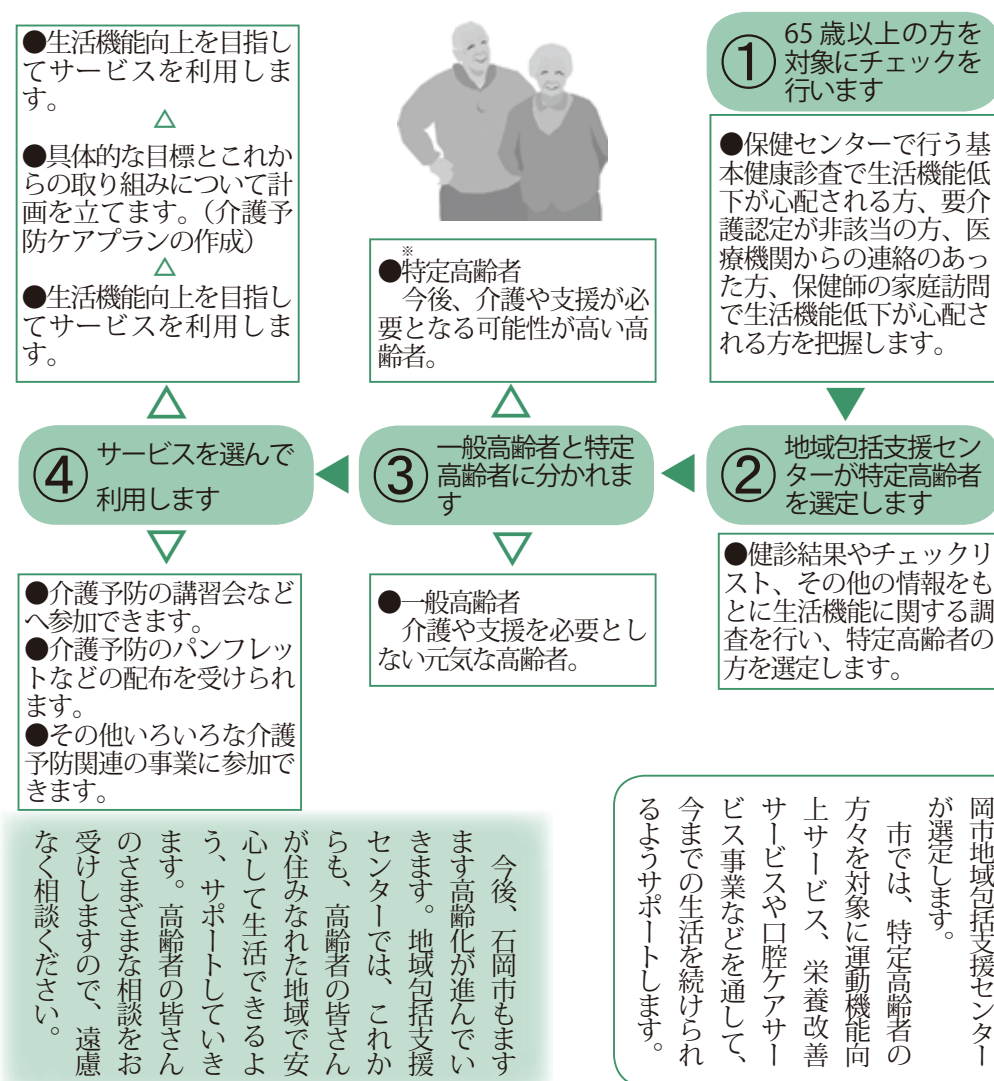 ①
65 歳以上の方を
対象にチェックを
行います
●保健センターで行う基
本健康診査で生活機能低
下が心配される方、要介
護認定が非該当の方、医
療機関からの連絡のあっ
た方、保健師の家庭訪問
で生活機能低下が心配さ
れる方を把握します。
②
地域包括支援セン
ターが特定高齢者
を選定します
●健診結果やチェックリ
スト、その他の情報をも
とに生活機能に関する調
査を行い、特定高齢者の
方を選定します。
③
一般高齢者と特定
高齢者に分かれま
す
※
●特定高齢者
今後、介護や支援が必
要となる可能性が高い高
齢者。
●一般高齢者
介護や支援を必要とし
ない元気な高齢者。
④
サービスを選んで
利用します
●生活機能向上を目指し
てサービスを利用しま
す。
△
●具体的な目標とこれか
らの取り組みについて計
画を立てます。（介護予
防ケアプランの作成）
△
●生活機能向上を目指し
てサービスを利用しま
す。
●介護予防の講習会など
へ参加できます。
●介護予防のパンフレッ
トなどの配布を受けられ
ます。
●その他いろいろな介護
予防関連の事業に参加で
きます。
岡市地域包括支援センター
が選定します。
市では、特定高齢者の
方々を対象に運動機能向
上サービス、栄養改善
サービスや口腔ケアサー
ビス事業などを通して、
今までの生活を続けられ
るようサポートします。
今後、石岡市もます
ます高齢化が進んでい
きます。地域包括支援
センターでは、これか
らも、高齢者の皆さん
が住みなれた地域で安
心して生活できるよ
う、サポートしていき
ます。高齢者の皆さん
のさまざまな相談をお
受けしますので、遠慮
なく相談ください。